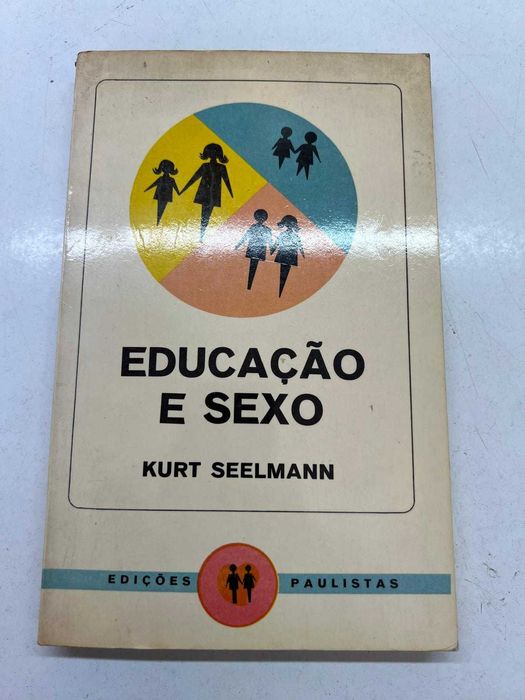 EDUCAÇÃO
E SEXO
KURT SEELMANN
EDIÇÕES PAULISTAS